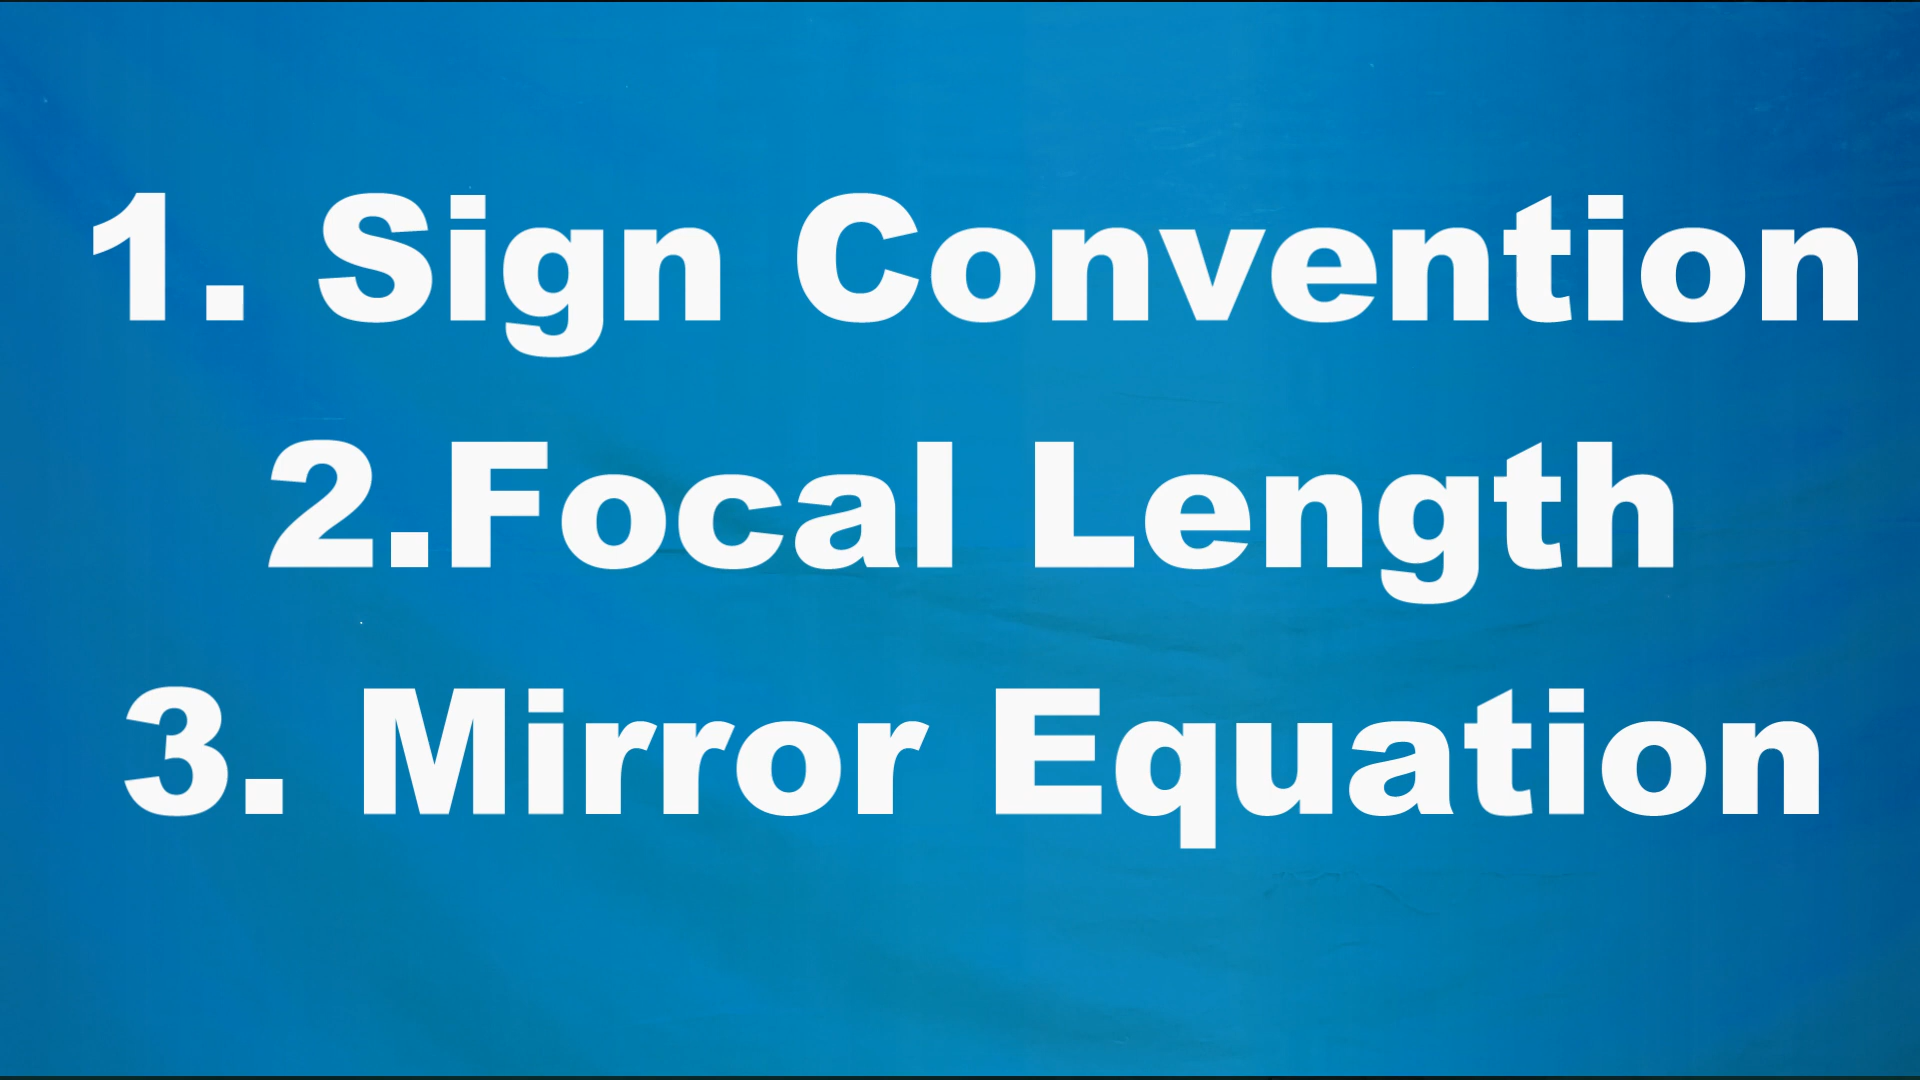 1. Sign Convention
2.Focal Length
3. Mirror Equation